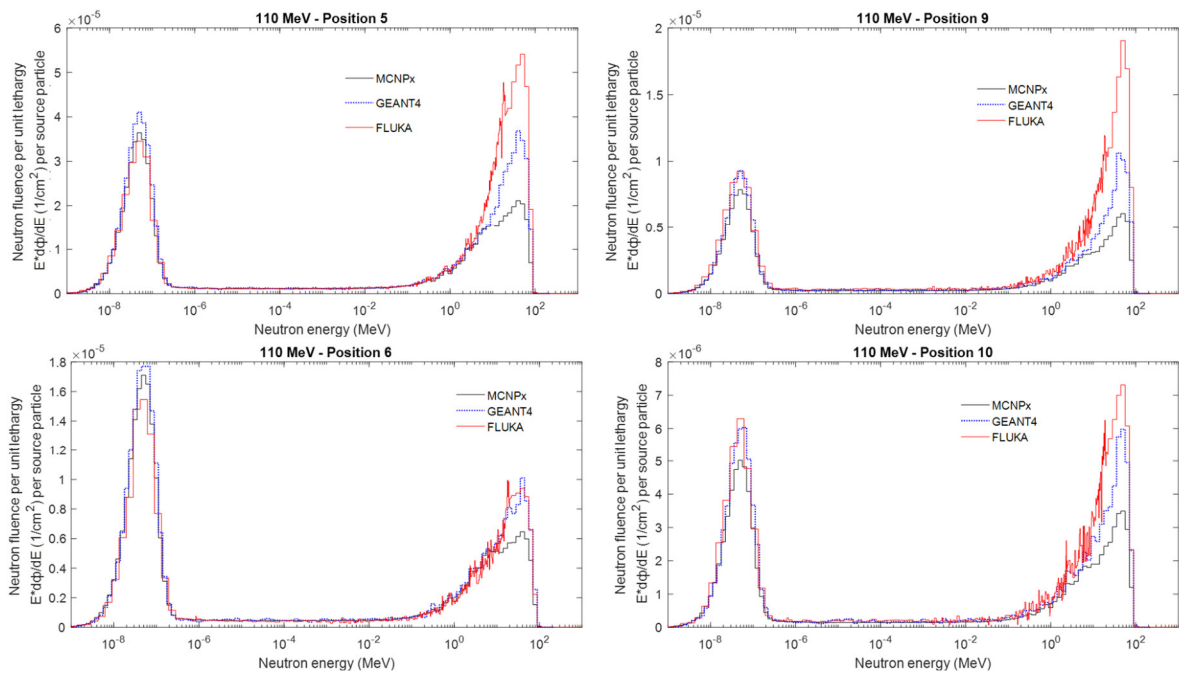 ×10⁻⁵
110 MeV - Position 5
Neutron fluence per unit lethargy
E*dφ/dE (1/cm²) per source particle
6
5
4
3
2
1
0
MCNPx
GEANT4
FLUKA
10⁻⁸
10⁻⁶
10⁻⁴
10⁻²
10⁰
10²
Neutron energy (MeV)
×10⁻⁵
110 MeV - Position 9
Neutron fluence per unit lethargy
E*dφ/dE (1/cm²) per source particle
2
1.5
1
0.5
0
MCNPx
GEANT4
FLUKA
10⁻⁸
10⁻⁶
10⁻⁴
10⁻²
10⁰
10²
Neutron energy (MeV)
×10⁻⁵
110 MeV - Position 6
Neutron fluence per unit lethargy
E*dφ/dE (1/cm²) per source particle
1.8
1.6
1.4
1.2
1
0.8
0.6
0.4
0.2
0
MCNPx
GEANT4
FLUKA
10⁻⁸
10⁻⁶
10⁻⁴
10⁻²
10⁰
10²
Neutron energy (MeV)
×10⁻⁶
110 MeV - Position 10
Neutron fluence per unit lethargy
E*dφ/dE (1/cm²) per source particle
8
7
6
5
4
3
2
1
0
MCNPx
GEANT4
FLUKA
10⁻⁸
10⁻⁶
10⁻⁴
10⁻²
10⁰
10²
Neutron energy (MeV)